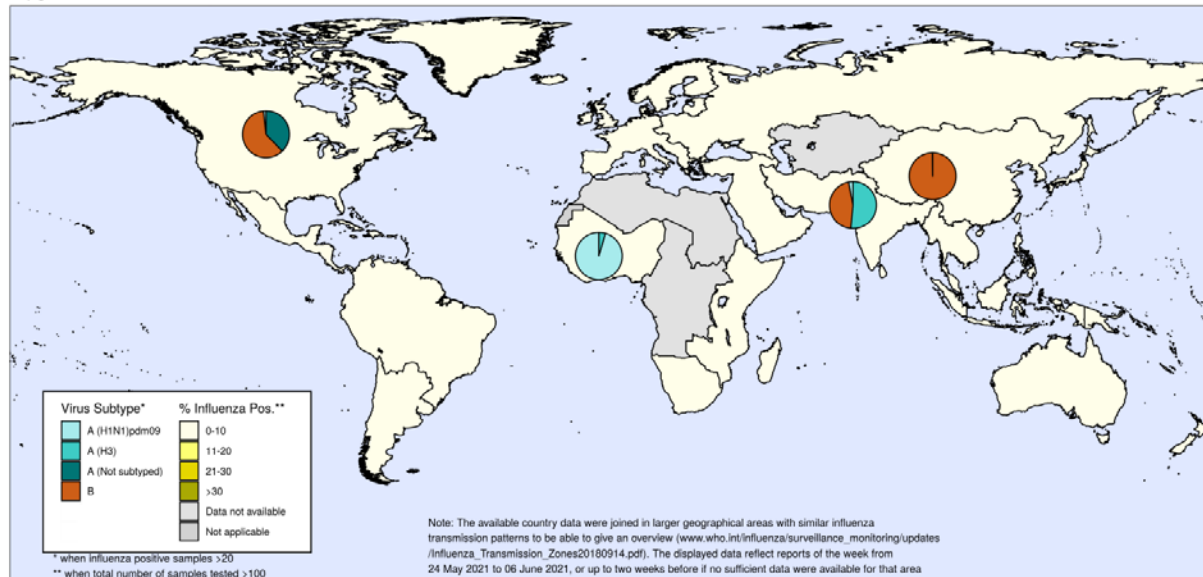 Virus Subtype*
A (H1N1)pdm09
A (H3)
A (Not subtyped)
B
% Influenza Pos.**
0-10
11-20
21-30
>30
Data not available
Not applicable
* when influenza positive samples >20
** when total number of samples tested >100
Note: The available country data were joined in larger geographical areas with similar influenza
transmission patterns to be able to give an overview (www.who.int/influenza/surveillance_monitoring/updates
/Influenza_Transmission_Zones20180914.pdf). The displayed data reflect reports of the week from
24 May 2021 to 06 June 2021, or up to two weeks before if no sufficient data were available for that area